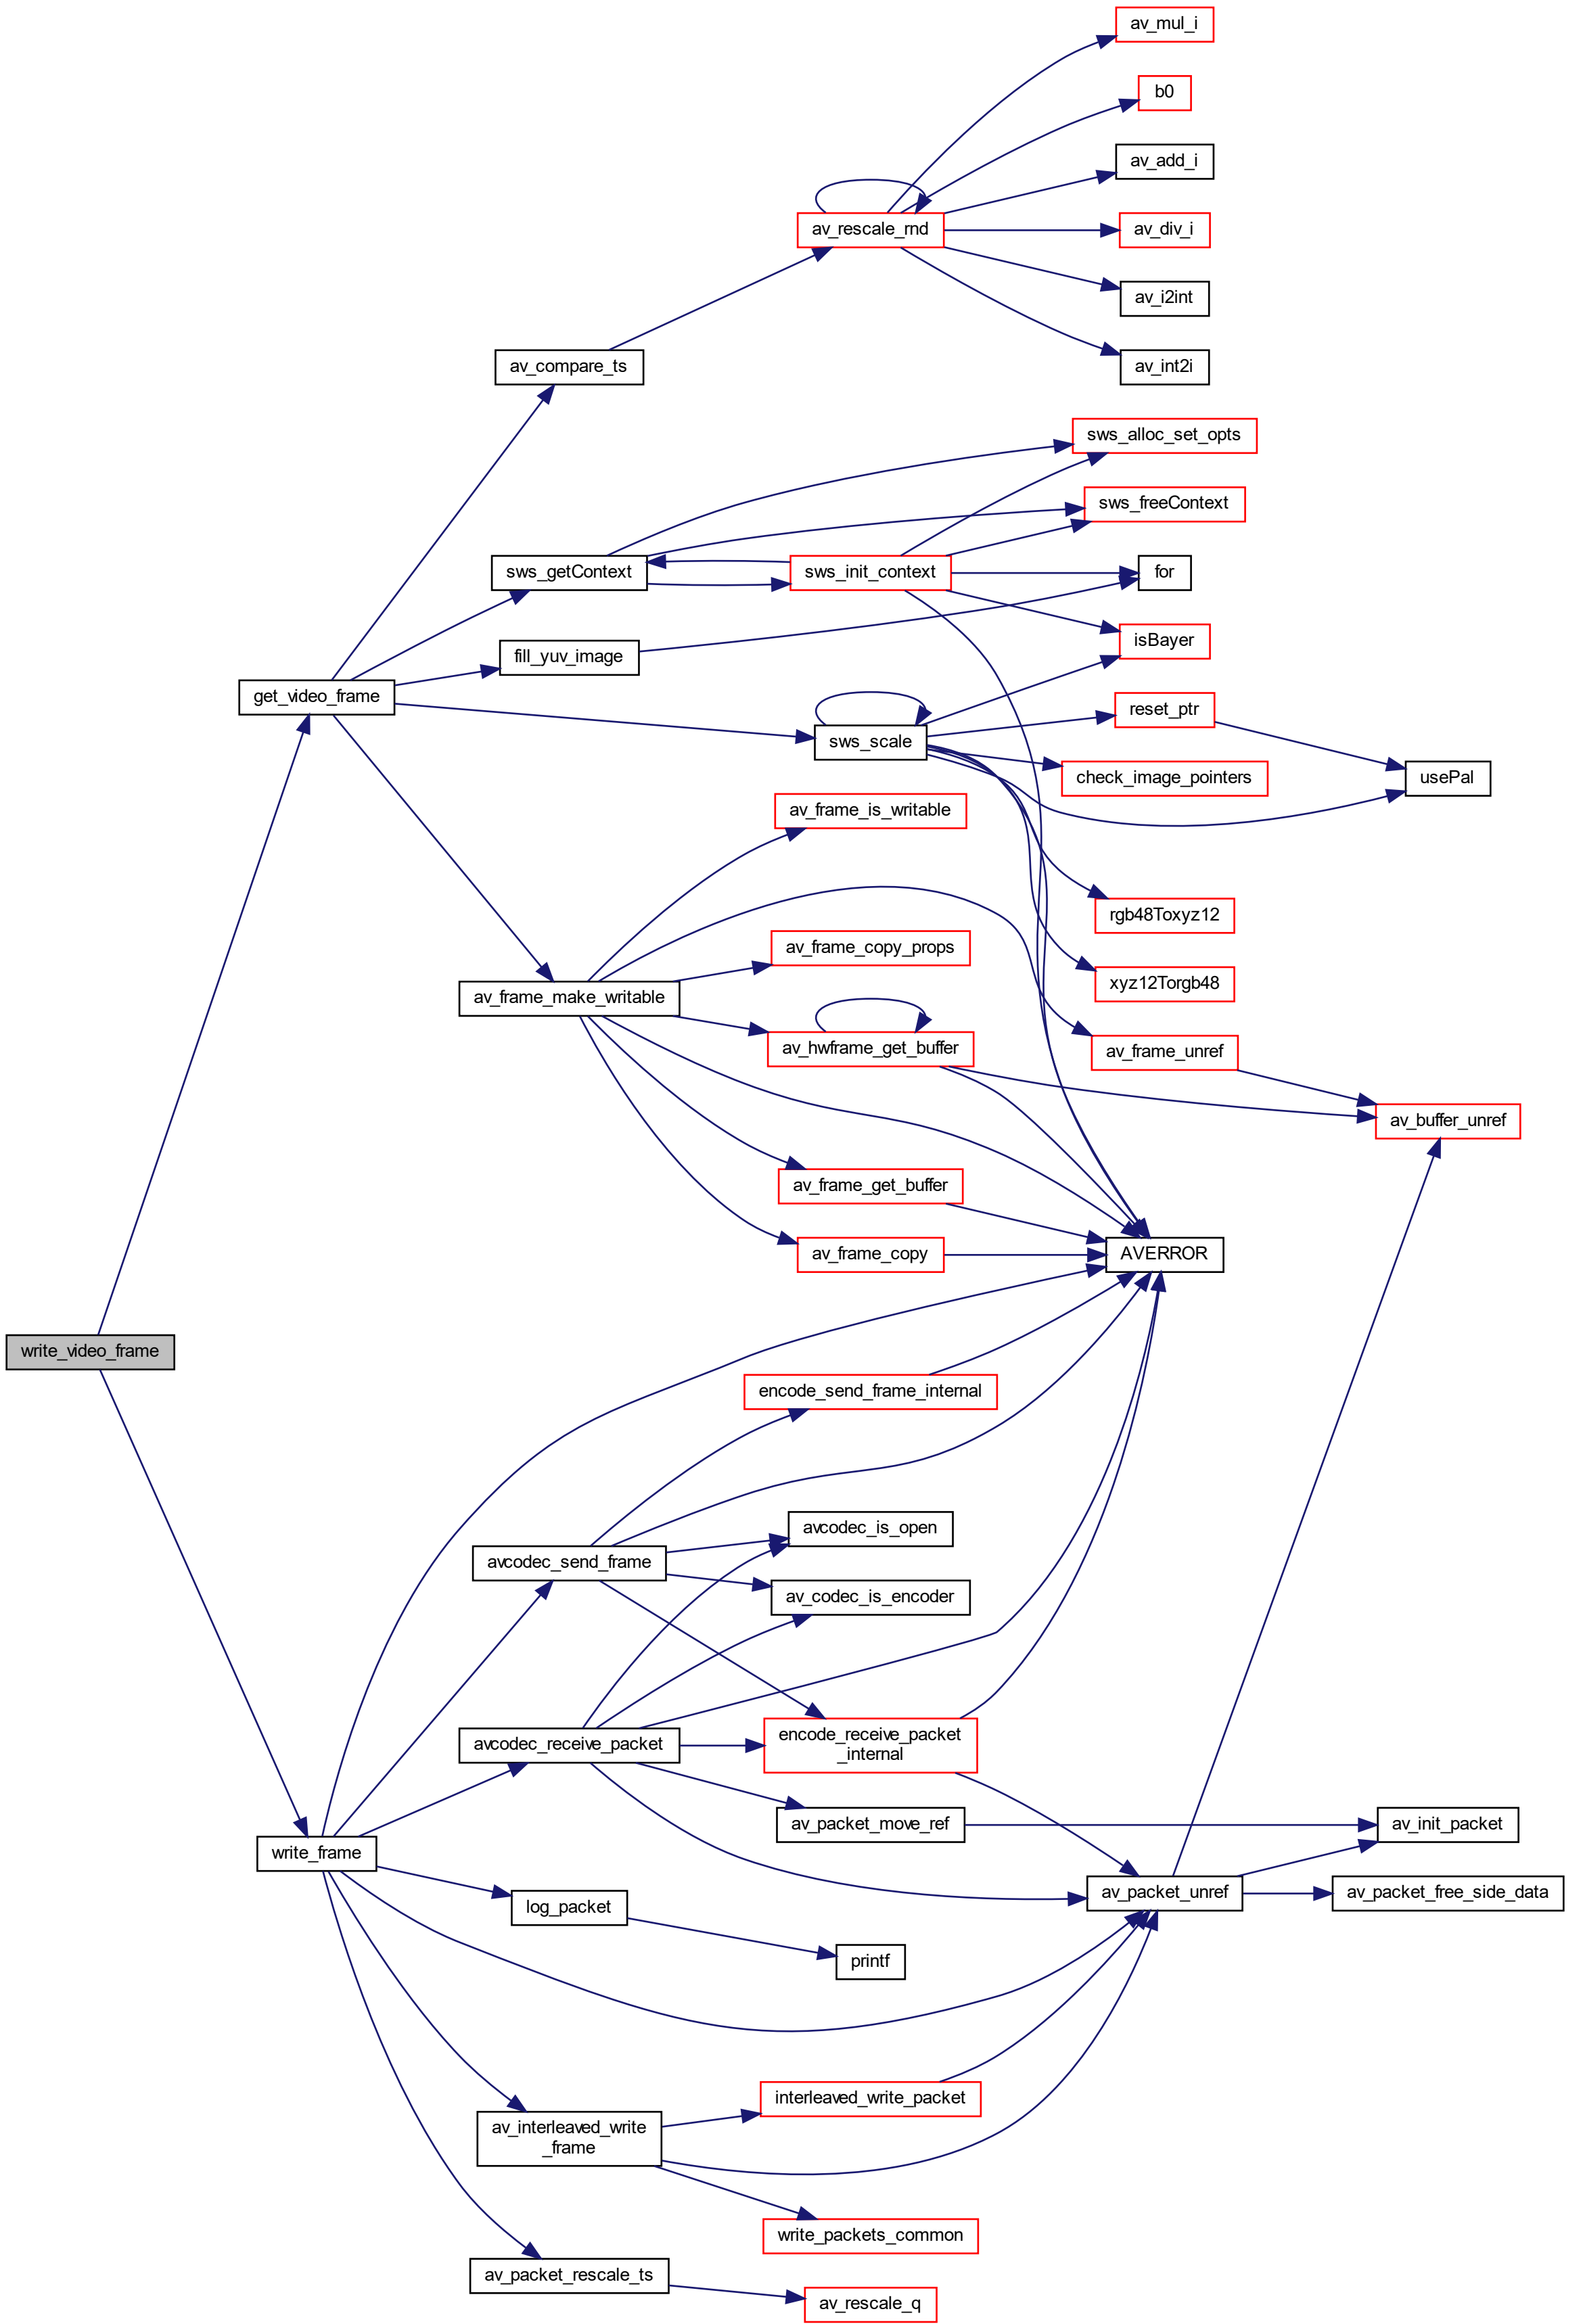 av_mul_i
b0
av_add_i
av_rescale_rnd
av_div_i
av_i2int
av_compare_ts
av_int2i
sws_alloc_set_opts
sws_freeContext
sws_getContext
sws_init_context
for
fill_yuv_image
isBayer
get_video_frame
reset_ptr
sws_scale
check_image_pointers
usePal
av_frame_is_writable
rgb48Toxyz12
av_frame_copy_props
xyz12Torgb48
av_frame_make_writable
av_hwframe_get_buffer
av_frame_unref
av_buffer_unref
av_frame_get_buffer
av_frame_copy
AVERROR
write_video_frame
encode_send_frame_internal
avcodec_is_open
avcodec_send_frame
av_codec_is_encoder
avcodec_receive_packet
encode_receive_packet
_internal
av_packet_move_ref
av_init_packet
write_frame
av_packet_unref
av_packet_free_side_data
log_packet
printf
interleaved_write_packet
av_interleaved_write
_frame
write_packets_common
av_packet_rescale_ts
av_rescale_q